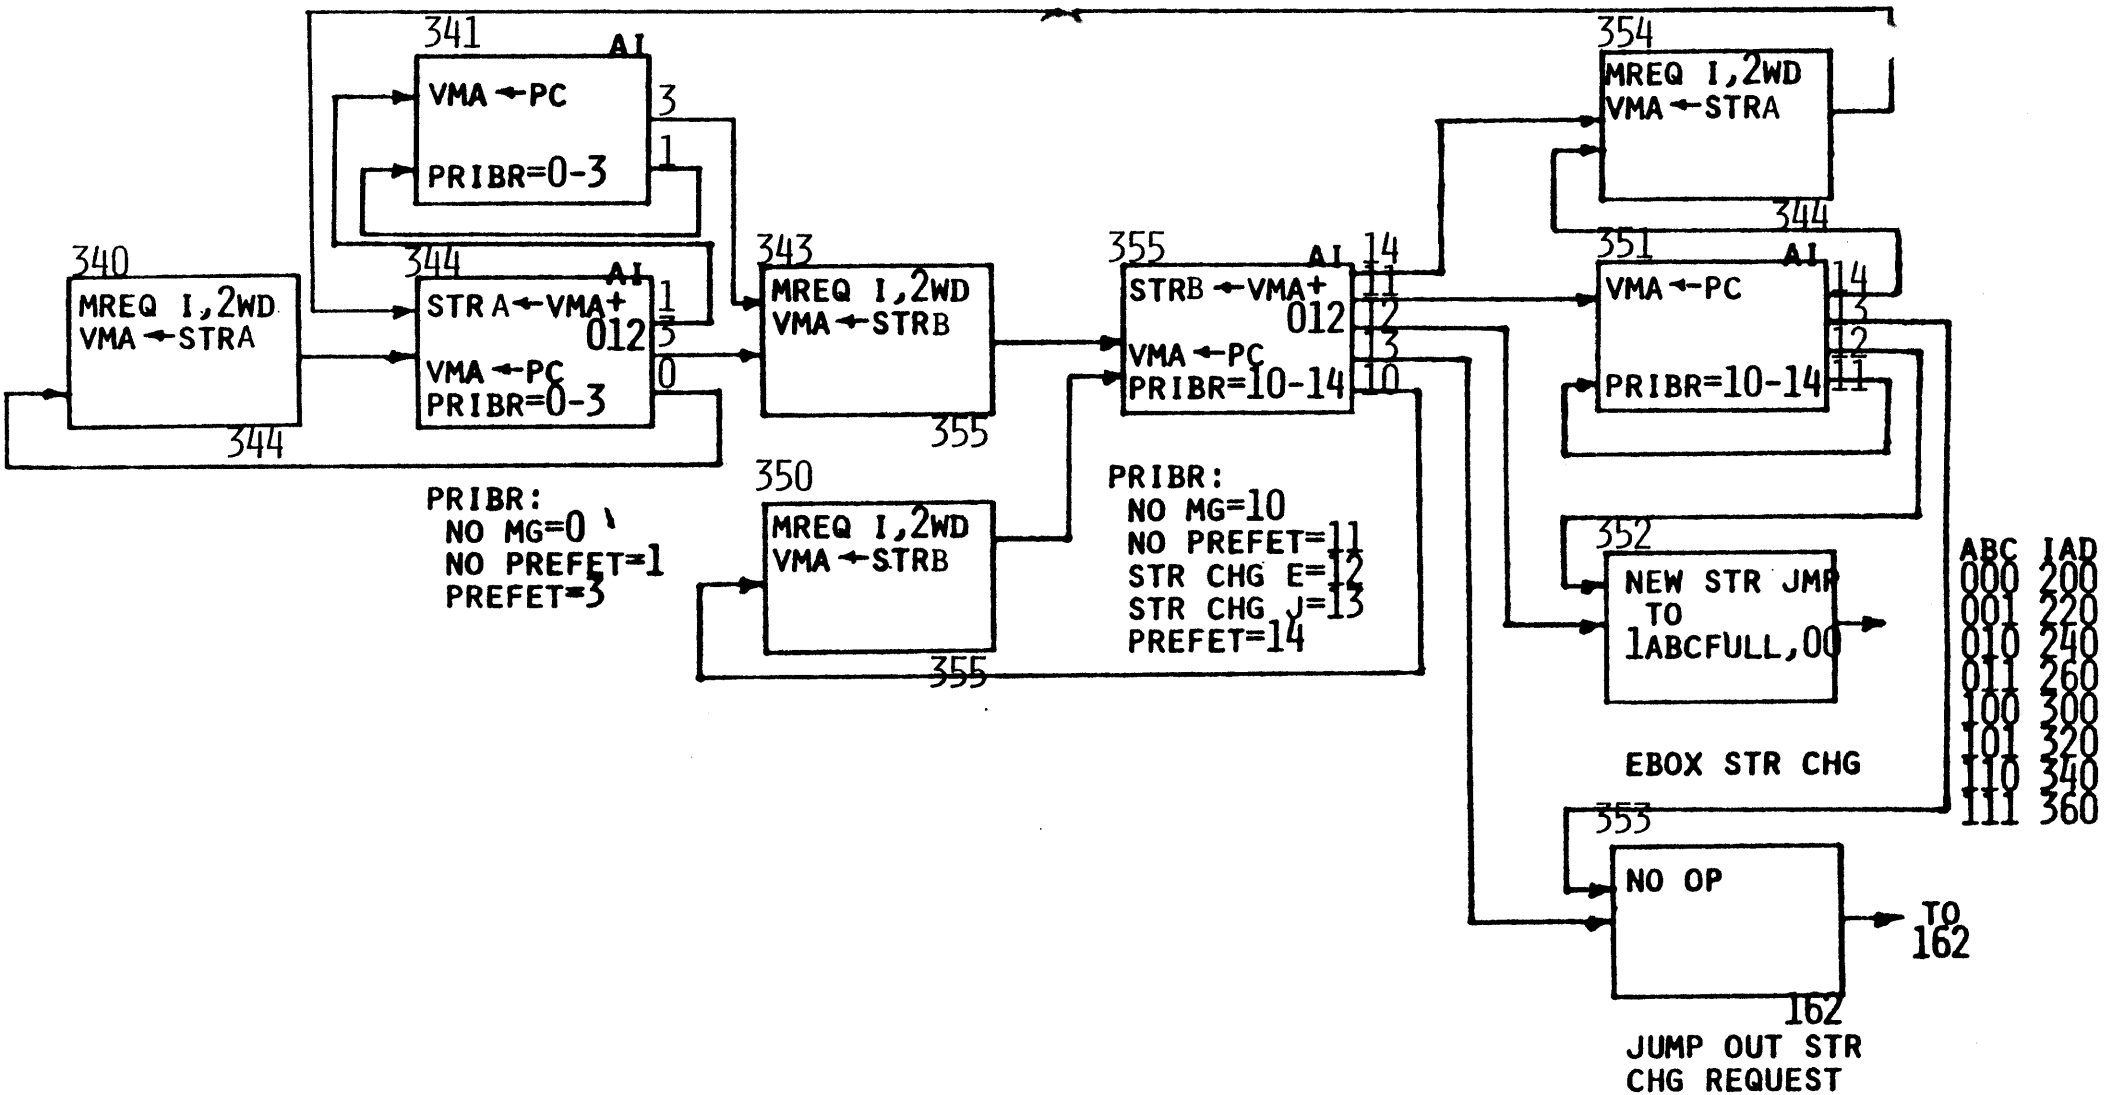 341
AI
VMA ←PC
3
1
PRIBR=0-3
340
MREQ I,2WD
VMA ←STRA
344
344
AI
STRA←VMA+
012
1
3
0
VMA ←PC
PRIBR=0-3
PRIBR:
NO MG=0
NO PREFET=1
PREFET=3
343
MREQ I,2WD
VMA ←STRB
355
350
MREQ I,2WD
VMA ←STRB
355
355
AI
STRB ←VMA+
012
VMA ←PC
PRIBR=10-14
14
11
12
13
10
PRIBR:
NO MG=10
NO PREFET=11
STR CHG E=12
STR CHG J=13
PREFET=14
354
MREQ I,2WD
VMA ←STRA
344
351
AI
VMA ←PC
PRIBR=10-14
14
13
12
11
352
NEW STR JMP
TO
1ABCFULL,00
EBOX STR CHG
ABC IAD
000 200
001 220
010 240
011 260
100 300
101 320
110 340
111 360
353
NO OP
TO
162
162
JUMP OUT STR
CHG REQUEST